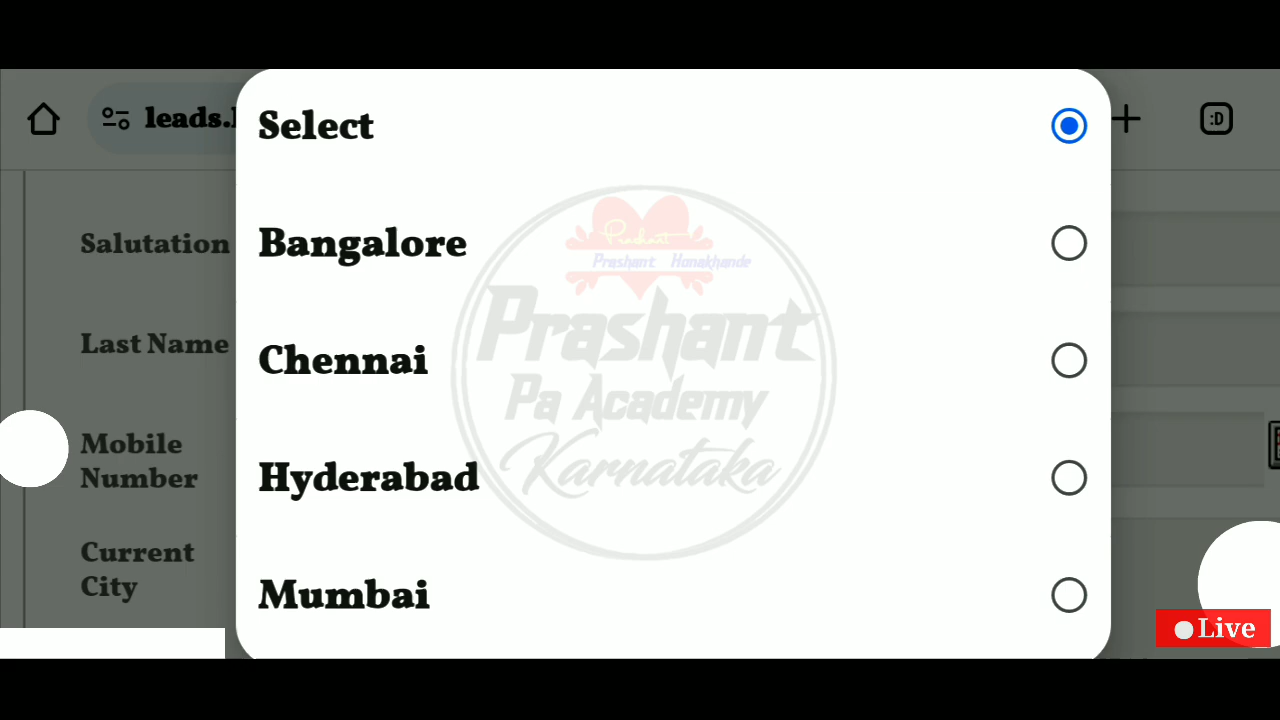 leads.
Select
Bangalore
Chennai
Hyderabad
Mumbai
Salutation
Last Name
Mobile
Number
Current
City
Prashant
Prashant Honakhande
Prashant
Pa Academy
Karnataka
:D
Live